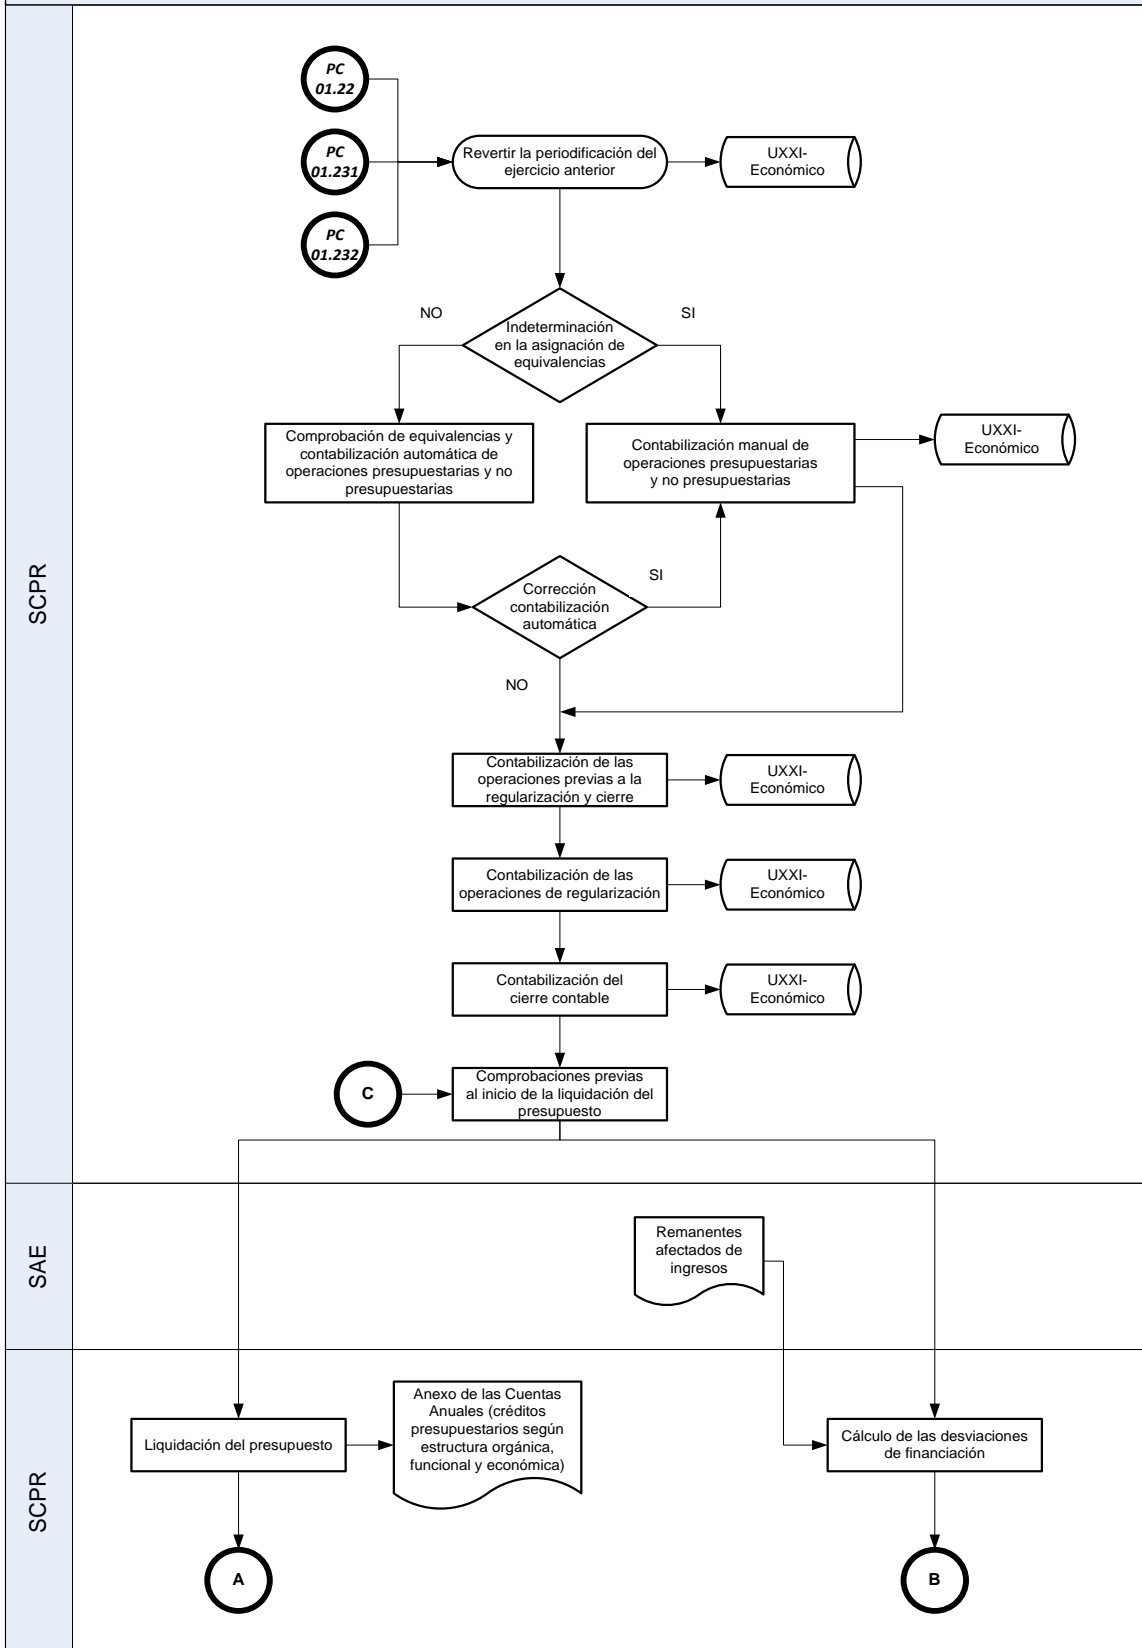 SCPR
PC
01.22
PC
01.231
PC
01.232
Revertir la periodificación del
ejercicio anterior
UXXI-
Económico
NO
SI
Indeterminación
en la asignación de
equivalencias
Comprobación de equivalencias y
contabilización automática de
operaciones presupuestarias y no
presupuestarias
Contabilización manual de
operaciones presupuestarias
y no presupuestarias
UXXI-
Económico
Corrección
contabilización
automática
SI
NO
Contabilización de las
operaciones previas a la
regularización y cierre
UXXI-
Económico
Contabilización de las
operaciones de regularización
UXXI-
Económico
Contabilización del
cierre contable
UXXI-
Económico
C
Comprobaciones previas
al inicio de la liquidación del
presupuesto
SAE
Remanentes
afectados de
ingresos
SCPR
Liquidación del presupuesto
Anexo de las Cuentas
Anuales (créditos
presupuestarios según
estructura orgánica,
funcional y económica)
Cálculo de las desviaciones
de financiación
A
B